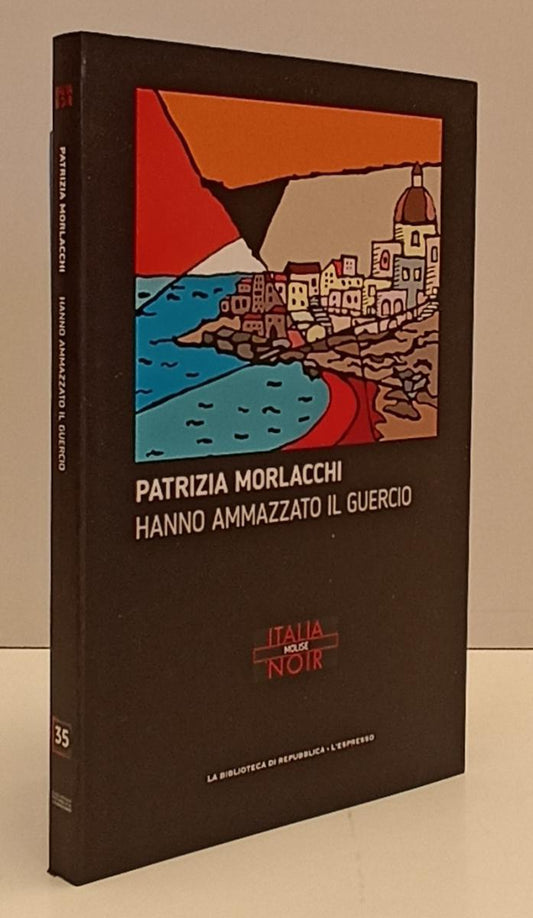 PATRIZIA MORLACCHI
HANNO AMMAZZATO IL GUERCIO
ITALIA
MOLISE
NOIR
LA BIBLIOTECA DI REPUBBLICA - L'ESPRESSO
PATRIZIA MORLACCHI
HANNO AMMAZZATO IL GUERCIO
35